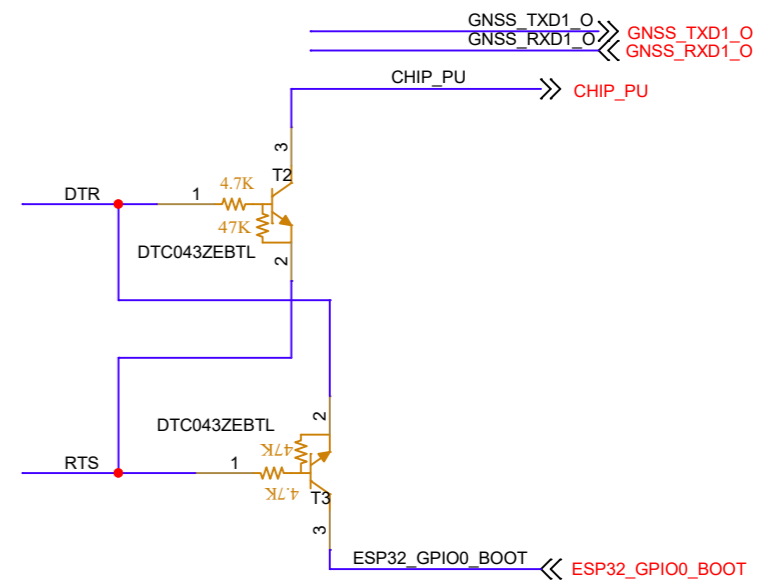 GNSS_TXD1_O
GNSS_TXD1_O
GNSS_RXD1_O
GNSS_RXD1_O
CHIP_PU
CHIP_PU
3
T2
4.7K
DTR
1
47K
DTC043ZEBTL
2
2
DTC043ZEBTL
47K
RTS
1
4.7K
T3
3
ESP32_GPIO0_BOOT
ESP32_GPIO0_BOOT